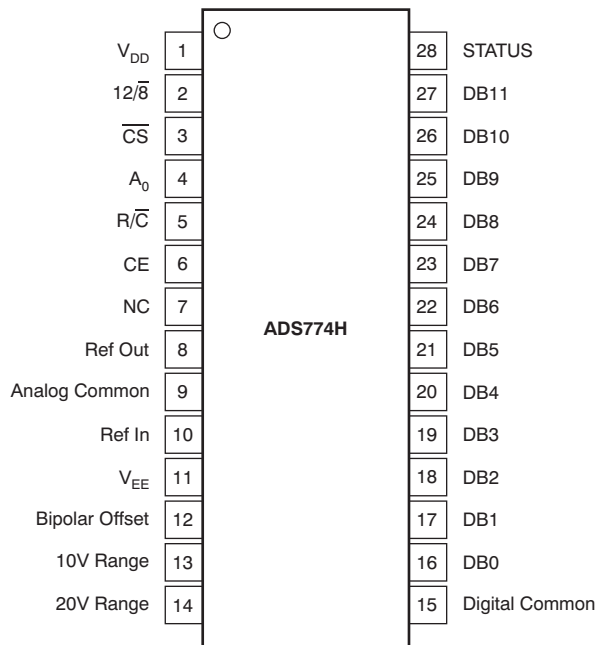 V_DD 1 28 STATUS
12/8̅ 2 27 DB11
C̅S̅ 3 26 DB10
A_0 4 25 DB9
R/C̅ 5 24 DB8
CE 6 23 DB7
NC 7 22 DB6
ADS774H
Ref Out 8 21 DB5
Analog Common 9 20 DB4
Ref In 10 19 DB3
V_EE 11 18 DB2
Bipolar Offset 12 17 DB1
10V Range 13 16 DB0
20V Range 14 15 Digital Common